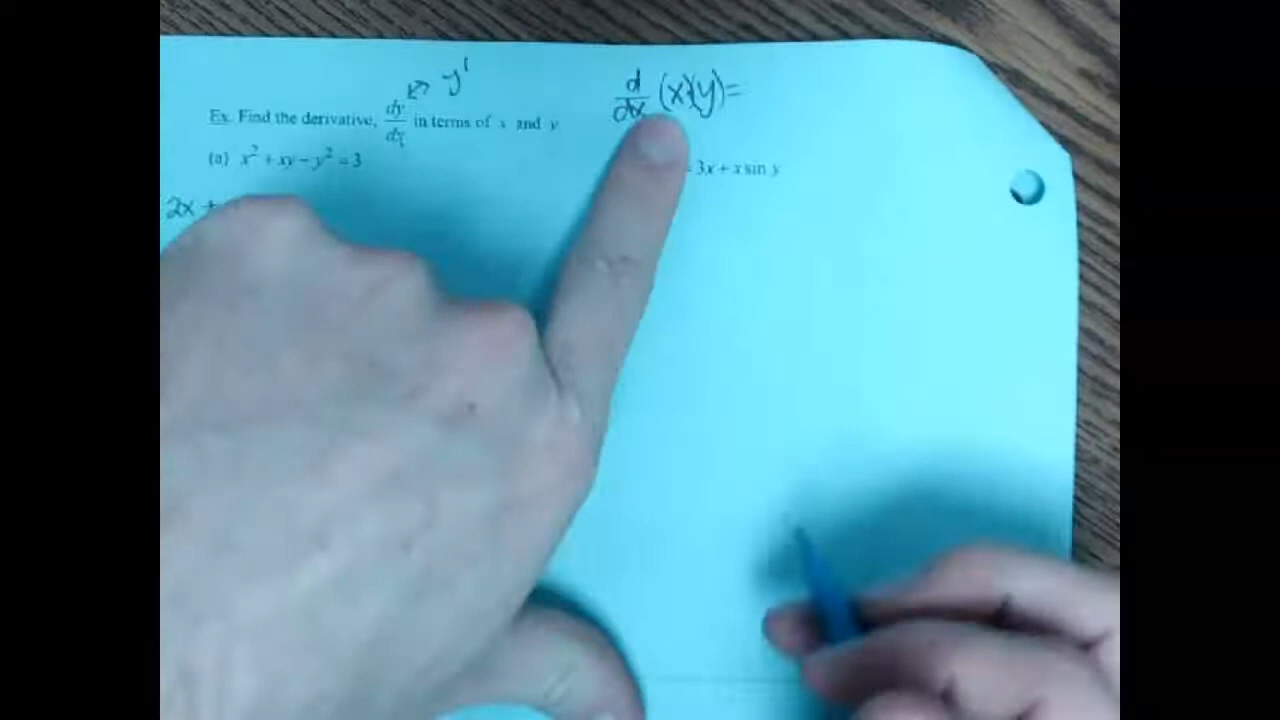 y'
d/dx (x)(y)=
Ex. Find the derivative, dy/dx in terms of x and y
(a) x² + xy − y² = 3
= 3x + x sin y
2x +